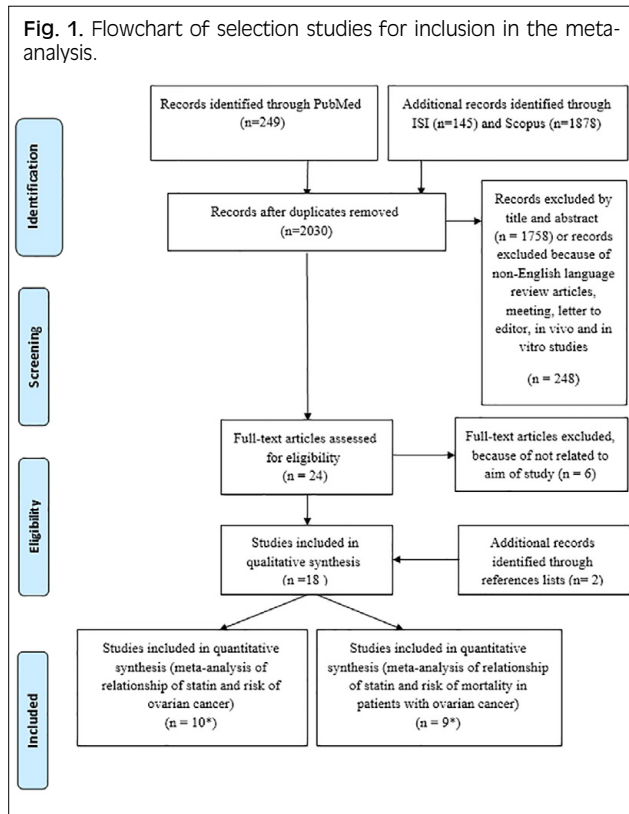 Fig. 1. Flowchart of selection studies for inclusion in the meta-
analysis.
Records identified through PubMed
(n=249)
Additional records identified through
ISI (n=145) and Scopus (n=1878)
Identification
Records after duplicates removed
(n=2030)
Records excluded by
title and abstract
(n = 1758) or records
excluded because of
non-English language
review articles,
meeting, letter to
editor, in vivo and in
vitro studies
(n = 248)
Screening
Full-text articles assessed
for eligibility
(n = 24)
Full-text articles excluded,
because of not related to
aim of study (n = 6)
Eligibility
Studies included in
qualitative synthesis
(n =18 )
Additional records
identified through
references lists (n= 2)
Included
Studies included in quantitative
synthesis (meta-analysis of
relationship of statin and risk of
ovarian cancer)
(n = 10*)
Studies included in quantitative
synthesis (meta-analysis of relationship
of statin and risk of mortality in
patients with ovarian cancer)
(n = 9*)